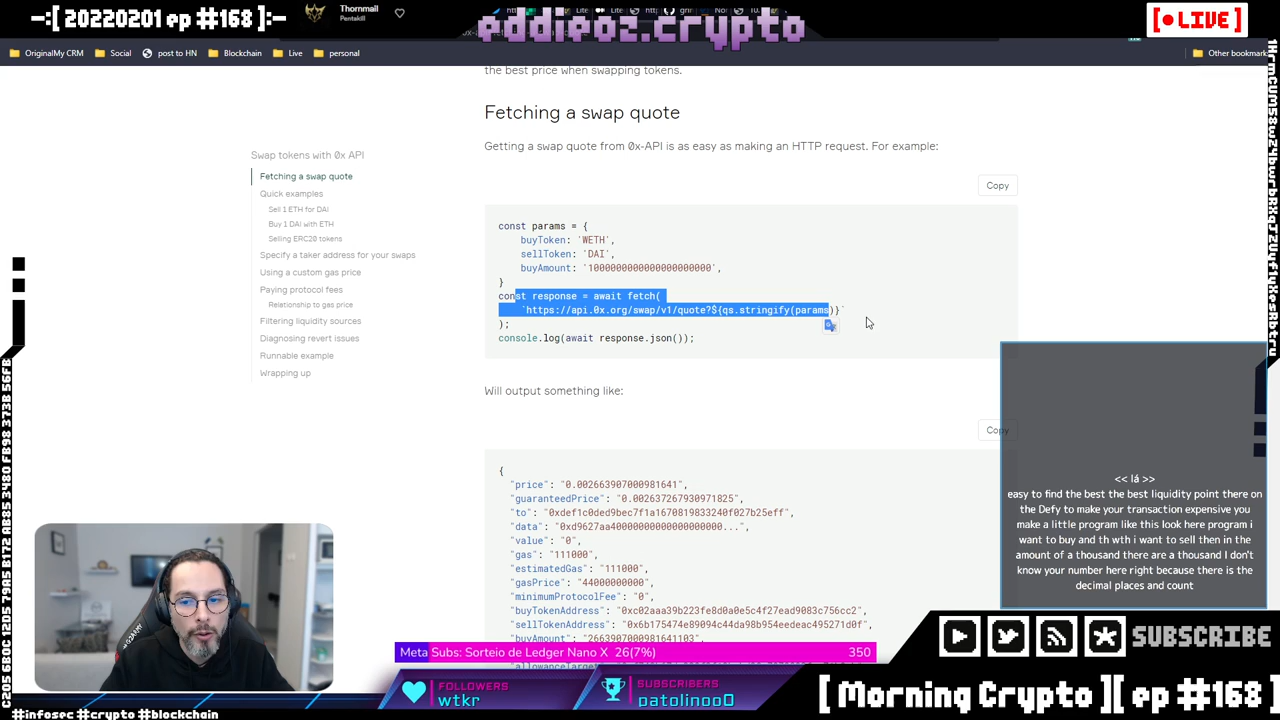 -:[ 20220201 ep #168 ]:-
Thornmall
Pentakill
eddieoz.crypto
[ • LIVE ]
OriginalMy CRM
Social
post to HN
Blockchain
Live
personal
Other bookmark
the best price when swapping tokens.
Fetching a swap quote
Getting a swap quote from 0x-API is as easy as making an HTTP request. For example:
Swap tokens with 0x API
Fetching a swap quote
Quick examples
Sell 1 ETH for DAI
Buy 1 DAI with ETH
Selling ERC20 tokens
Specify a taker address for your swaps
Using a custom gas price
Paying protocol fees
Relationship to gas price
Filtering liquidity sources
Diagnosing revert issues
Runnable example
Wrapping up
Copy
const params = {
buyToken: 'WETH',
sellToken: 'DAI',
const response = await fetch(
`https://api.0x.org/swap/v1/quote?${qs.stringify(params)}`
);
console.log(await response.json());
Will output something like:
Copy
{
"price": "0.002663907000981641",
"guaranteedPrice": "0.002637267930971825",
"to": "0xdef1c0ded9bec7f1a1670819833240f027b25eff",
"value": "0",
"gas": "111000",
"estimatedGas": "111000",
"gasPrice": "44000000000",
"minimumProtocolFee": "0",
"buyTokenAddress": "0xc02aaa39b223fe8d0a0e5c4f27ead9083c756cc2",
"sellTokenAddress": "0x6b175474e89094c44da98b954eedeac495271d0f",
"buyAmount": "2663907000981641103",
<< lá >>
easy to find the best the best liquidity point there on
the Defy to make your transaction expensive you
make a little program like this look here program i
want to buy and th wth i want to sell then in the
amount of a thousand there are a thousand I don't
know your number here right because there is the
decimal places and count
Meta Subs: Sorteio de Ledger Nano X 26(7%)
350
FOLLOWERS
wtkr
SUBSCRIBERS
patolinoo0
SUBSCRIBE
[ Morning Crypto ][ ep #168 ]
#infosec #crypto #blockchain